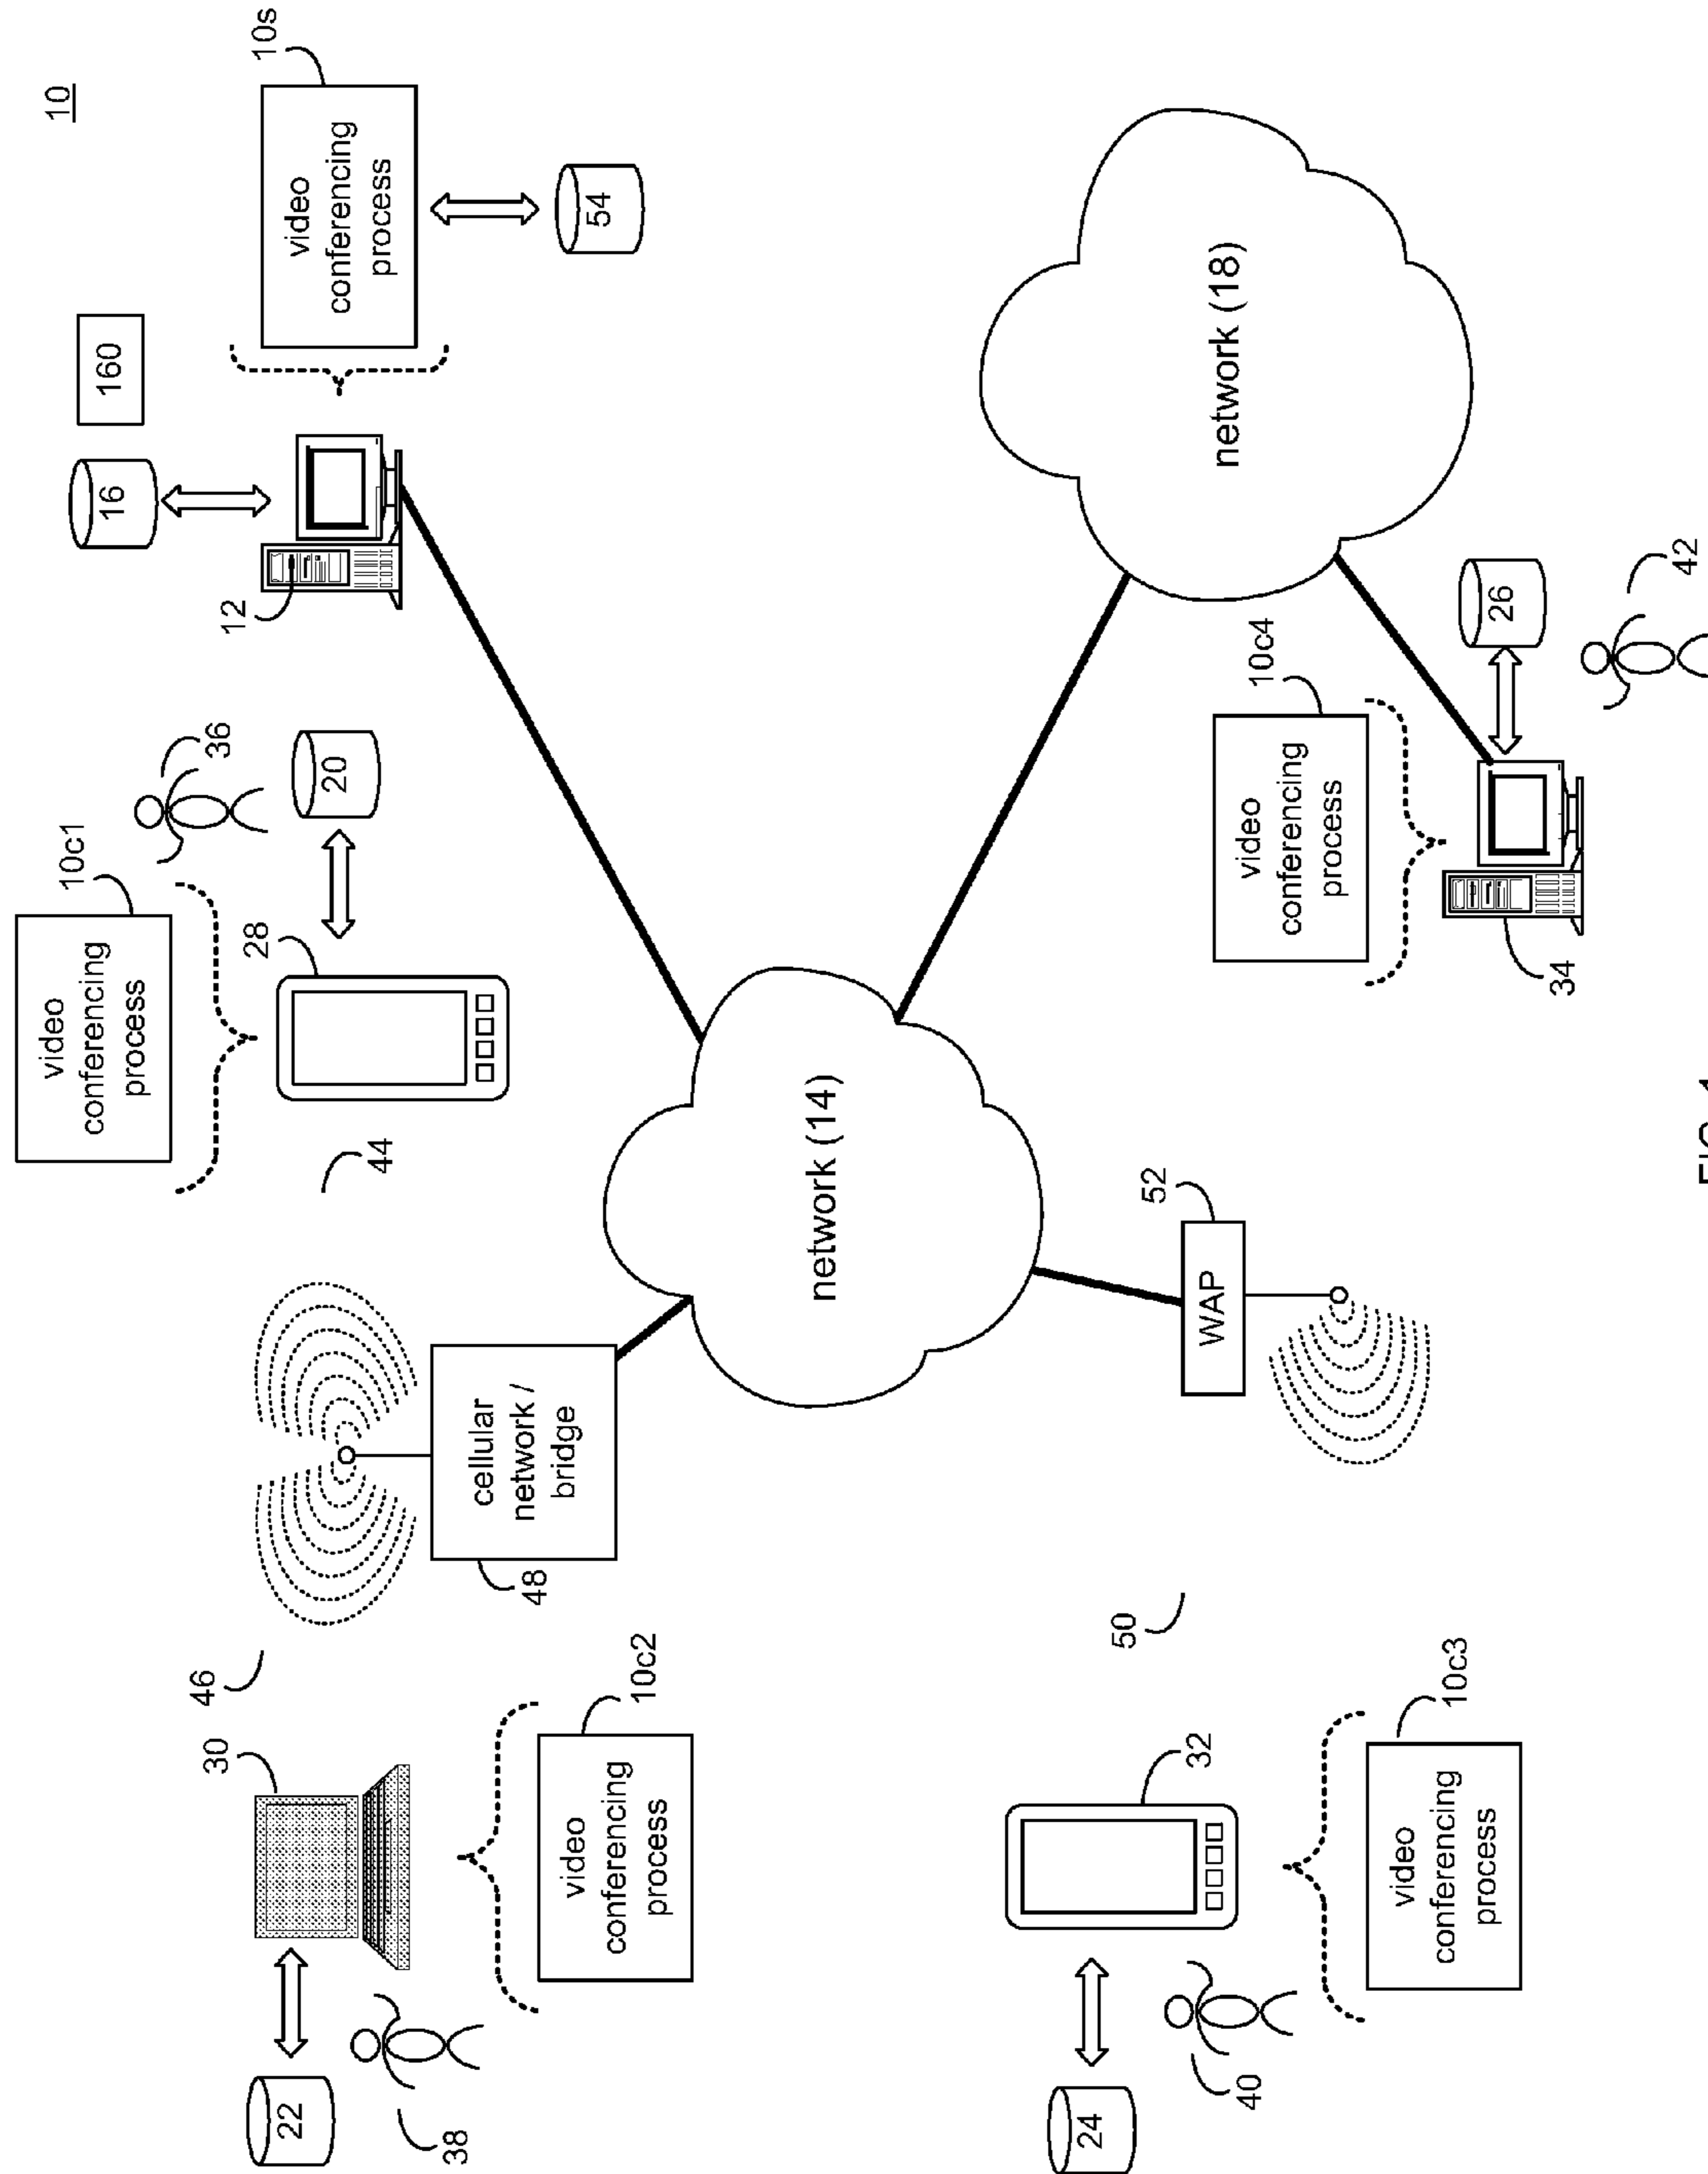 10
video
conferencing
process
10c1
36
20
28
44
16
160
12
video
conferencing
process
10s
54
46
30
22
38
cellular
network /
bridge
48
video
conferencing
process
10c2
network (14)
network (18)
50
WAP
52
32
24
40
video
conferencing
process
10c3
video
conferencing
process
10c4
26
34
42